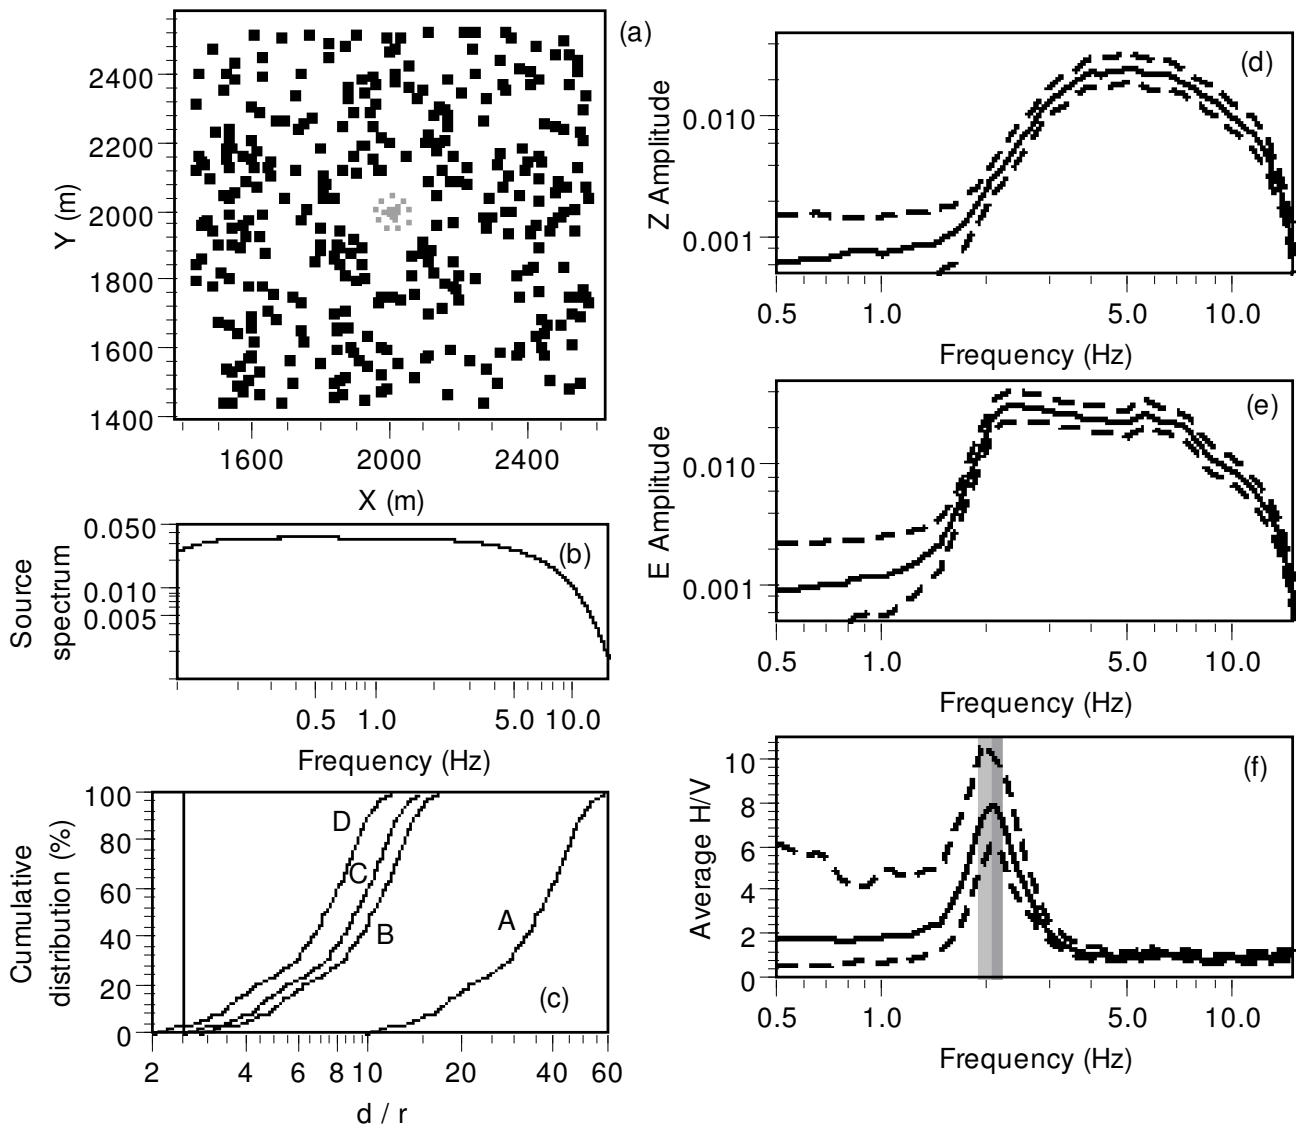 (a)
2400
2200
2000
1800
1600
1400
Y (m)
1600 2000 2400
X (m)
0.050
0.010
0.005
Source
spectrum
(b)
0.5 1.0 5.0 10.0
Frequency (Hz)
100
80
60
40
20
0
Cumulative
distribution (%)
D
C
B
A
(c)
2 4 6 8 10 20 40 60
d / r
(d)
0.010
0.001
Z Amplitude
0.5 1.0 5.0 10.0
Frequency (Hz)
(e)
0.010
0.001
E Amplitude
0.5 1.0 5.0 10.0
Frequency (Hz)
(f)
10
8
6
4
2
0
Average H/V
0.5 1.0 5.0 10.0
Frequency (Hz)